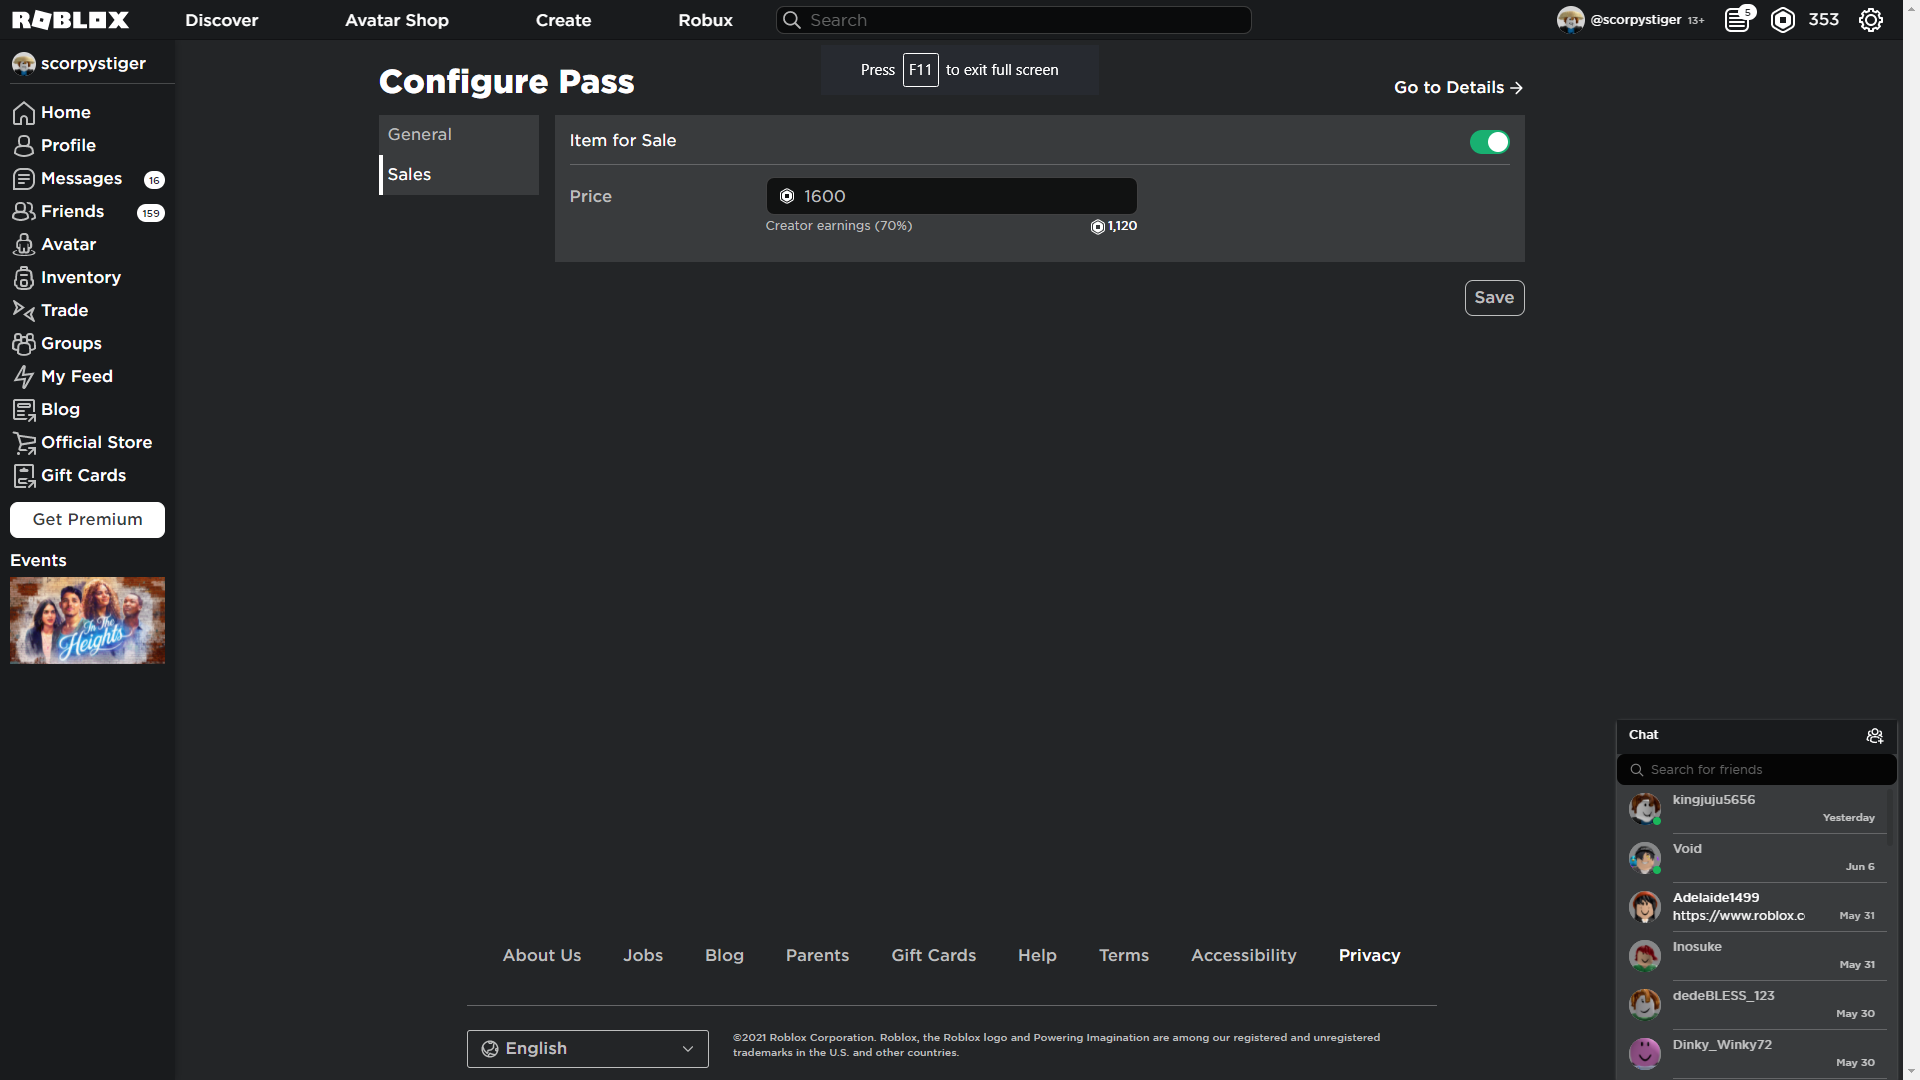 ROBLOX
Discover
Avatar Shop
Create
Robux
Search
@scorpystiger 13+
5
353
scorpystiger
Press F11 to exit full screen
Configure Pass
Go to Details
Home
Profile
Messages 16
Friends 159
Avatar
Inventory
Trade
Groups
My Feed
Blog
Official Store
Gift Cards
Get Premium
Events
In The
Heights
General
Sales
Item for Sale
Price
1600
Creator earnings (70%)
1,120
Save
Chat
Search for friends
kingjuju5656
Yesterday
Void
Jun 6
Adelaide1499
https://www.roblox.c
May 31
Inosuke
May 31
dedeBLESS_123
May 30
Dinky_Winky72
May 30
About Us
Jobs
Blog
Parents
Gift Cards
Help
Terms
Accessibility
Privacy
English
©2021 Roblox Corporation. Roblox, the Roblox logo and Powering Imagination are among our registered and unregistered
trademarks in the U.S. and other countries.